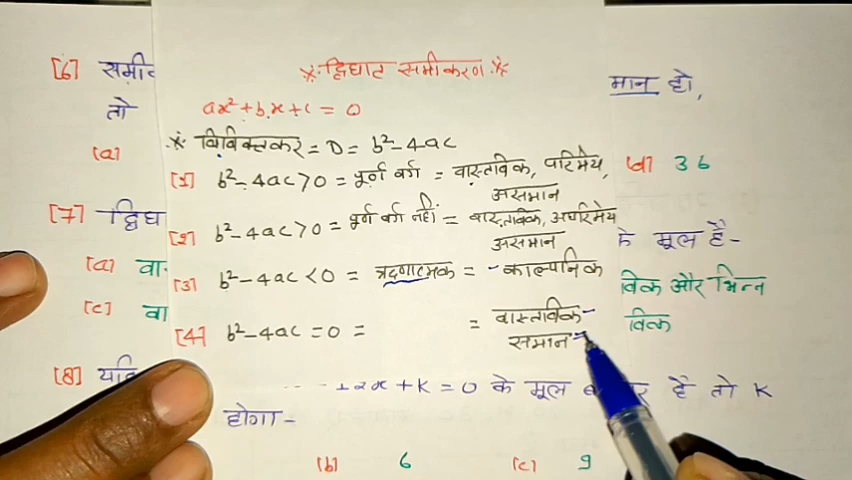 [6] समी
* द्विघात समीकरण *
मान हो,
तो
ax²+bx+c = 0
(a)
* विविक्तकर = D = b²-4ac
[1] b²-4ac>0 = पूर्ण वर्ग = वास्तविक, परिमेय,
असमान
(d) 36
[7] द्विघा
[2] b²-4ac>0 = पूर्ण वर्ग नहीं = वास्तविक, अपरिमेय
असमान
के मूल है-
(a) वा
[3] b²-4ac<0 = ऋणात्मक = - काल्पनिक
विक और भिन्न
(c) वा
[4] b²-4ac=0 = = वास्तविक-
समान=
विक
[8] यदि
+2x+K=0 के मूल है तो K
होगा-
(b) 6 (c) 9